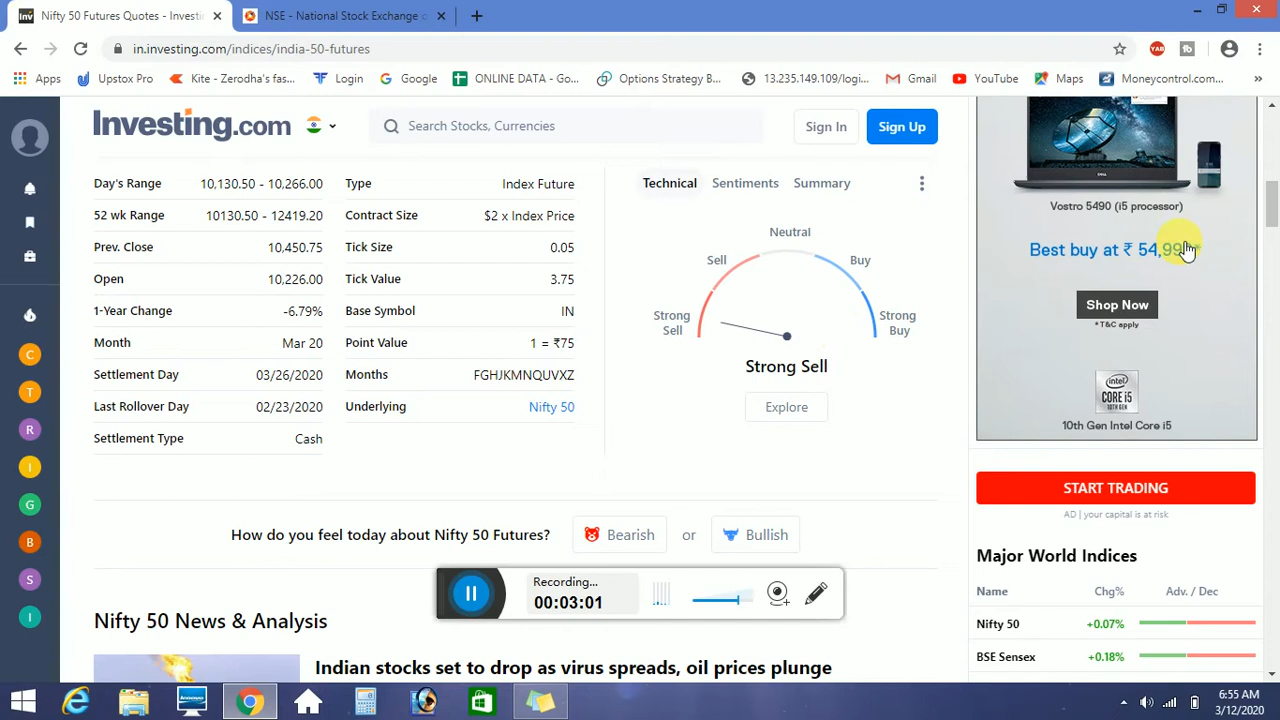 Nifty 50 Futures Quotes - Investi
NSE - National Stock Exchange o
in.investing.com/indices/india-50-futures
YAB
Apps
Upstox Pro
Kite - Zerodha's fas...
Login
Google
ONLINE DATA - Go...
Options Strategy B...
13.235.149.109/logi...
Gmail
YouTube
Maps
Moneycontrol.com...
Investing.com
Search Stocks, Currencies
Sign In
Sign Up
Day's Range 10,130.50 - 10,266.00
52 wk Range 10130.50 - 12419.20
Prev. Close 10,450.75
Open 10,226.00
1-Year Change -6.79%
Month Mar 20
Settlement Day 03/26/2020
Last Rollover Day 02/23/2020
Settlement Type Cash
Type Index Future
Contract Size $2 x Index Price
Tick Size 0.05
Tick Value 3.75
Base Symbol IN
Point Value 1 = ₹75
Months FGHJKMNQUVXZ
Underlying Nifty 50
Technical Sentiments Summary
Neutral
Sell
Buy
Strong
Sell
Strong
Buy
Strong Sell
Explore
How do you feel today about Nifty 50 Futures? Bearish or Bullish
Recording...
00:03:01
Nifty 50 News & Analysis
Indian stocks set to drop as virus spreads, oil prices plunge
DELL
Vostro 5490 (i5 processor)
Best buy at ₹
Shop Now
*T&C apply
intel
CORE i5
10TH GEN
10th Gen Intel Core i5
START TRADING
AD | your capital is at risk
Major World Indices
Name Chg% Adv. / Dec
Nifty 50 +0.07%
BSE Sensex +0.18%
C
T
R
I
G
B
S
I
6:55 AM
3/12/2020